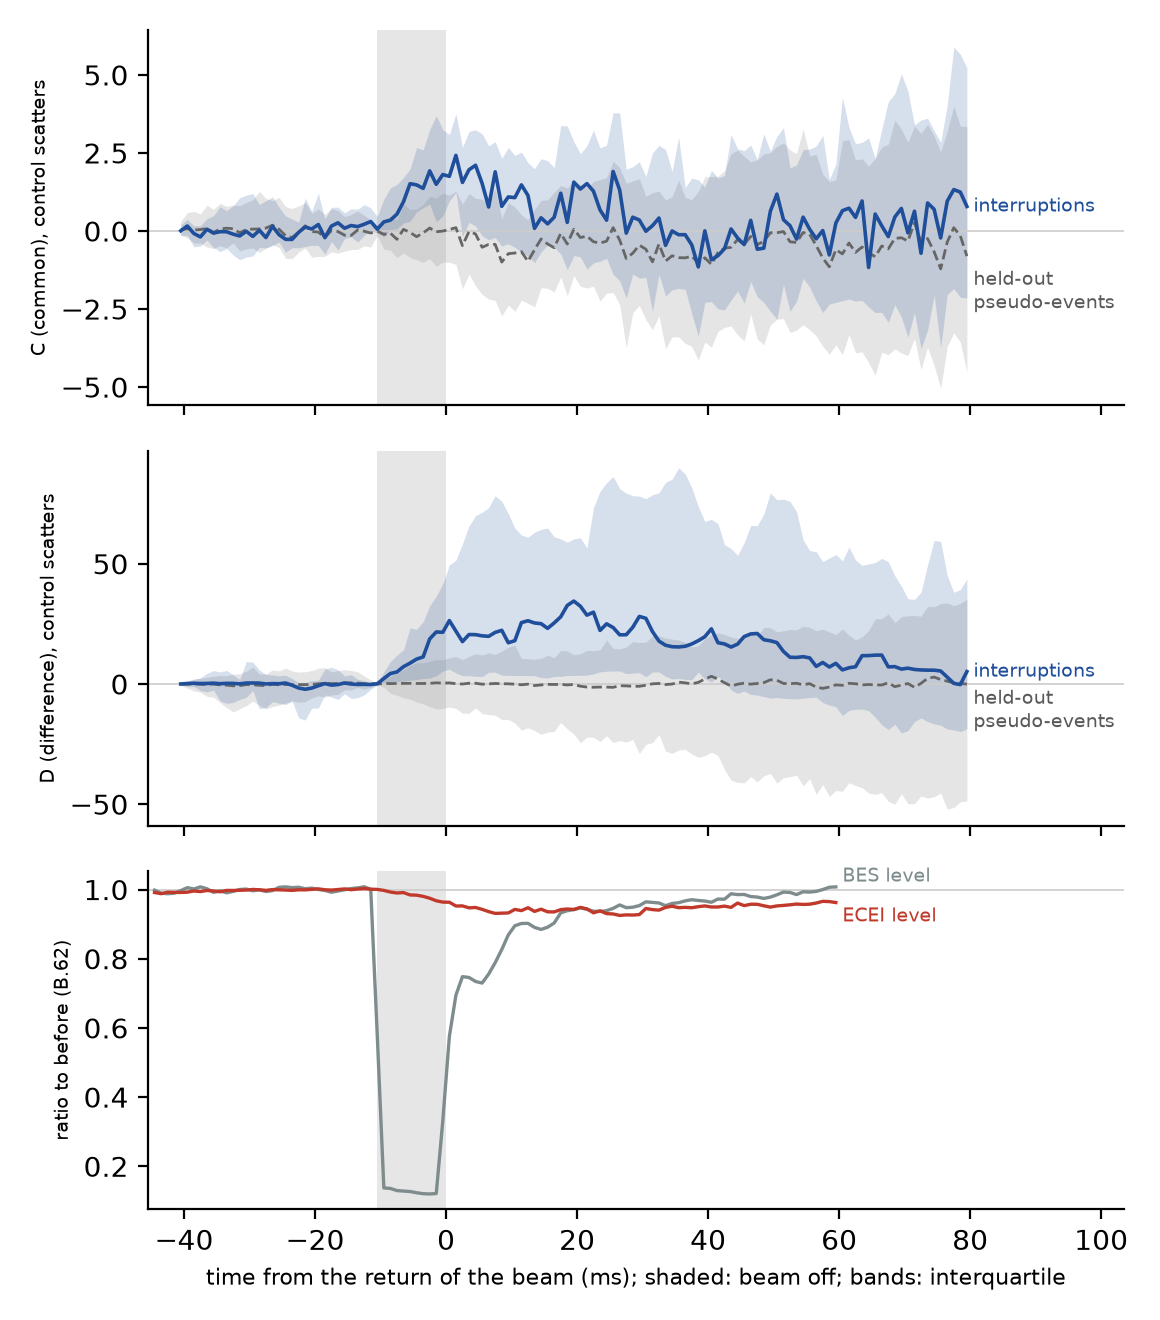 C (common), control scatters
5.0
2.5
0.0
−2.5
−5.0
interruptions
held-out
pseudo-events
D (difference), control scatters
50
0
−50
interruptions
held-out
pseudo-events
ratio to before (B.62)
1.0
0.8
0.6
0.4
0.2
BES level
ECEI level
−40 −20 0 20 40 60 80 100
time from the return of the beam (ms); shaded: beam off; bands: interquartile